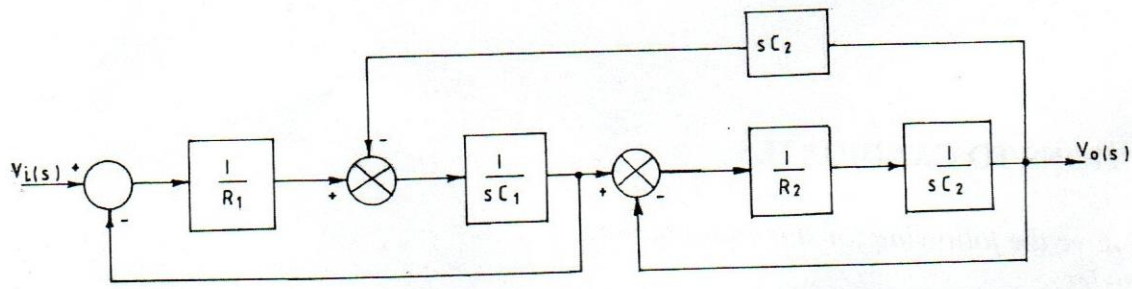 sC₂
Vi(s)
+
-
1
R₁
+
-
1
sC₁
+
-
1
R₂
1
sC₂
Vo(s)